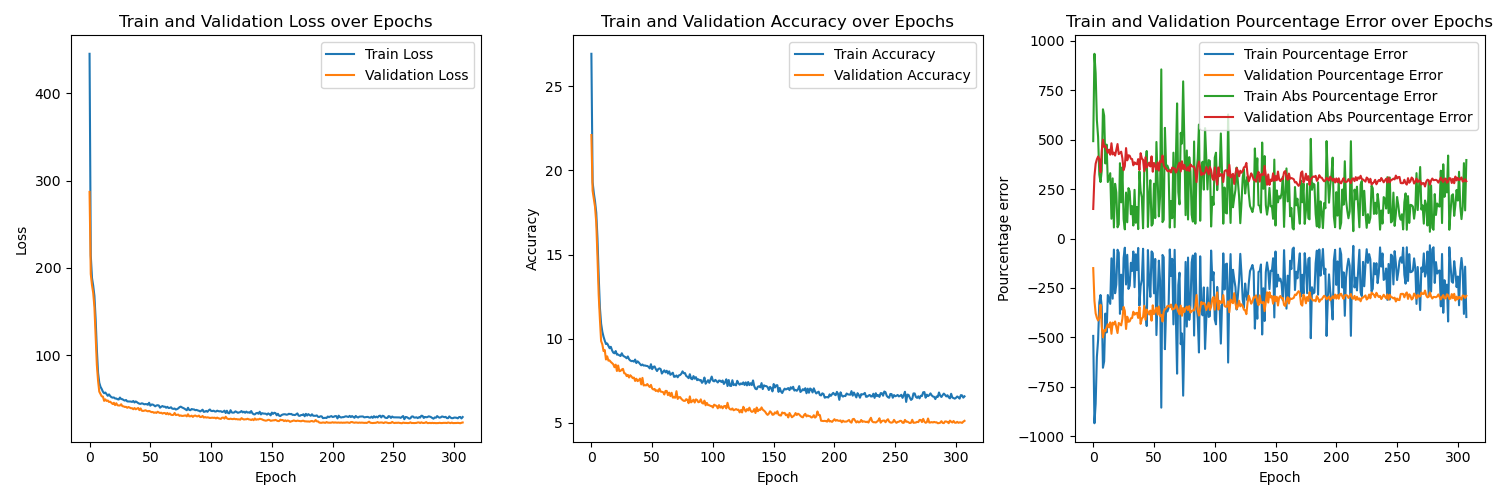 Train and Validation Loss over Epochs
Train Loss
Validation Loss
400
300
200
100
Loss
0 50 100 150 200 250 300
Epoch
Train and Validation Accuracy over Epochs
Train Accuracy
Validation Accuracy
25
20
15
10
5
Accuracy
0 50 100 150 200 250 300
Epoch
Train and Validation Pourcentage Error over Epochs
Train Pourcentage Error
Validation Pourcentage Error
Train Abs Pourcentage Error
Validation Abs Pourcentage Error
1000
750
500
250
0
−250
−500
−750
−1000
Pourcentage error
0 50 100 150 200 250 300
Epoch